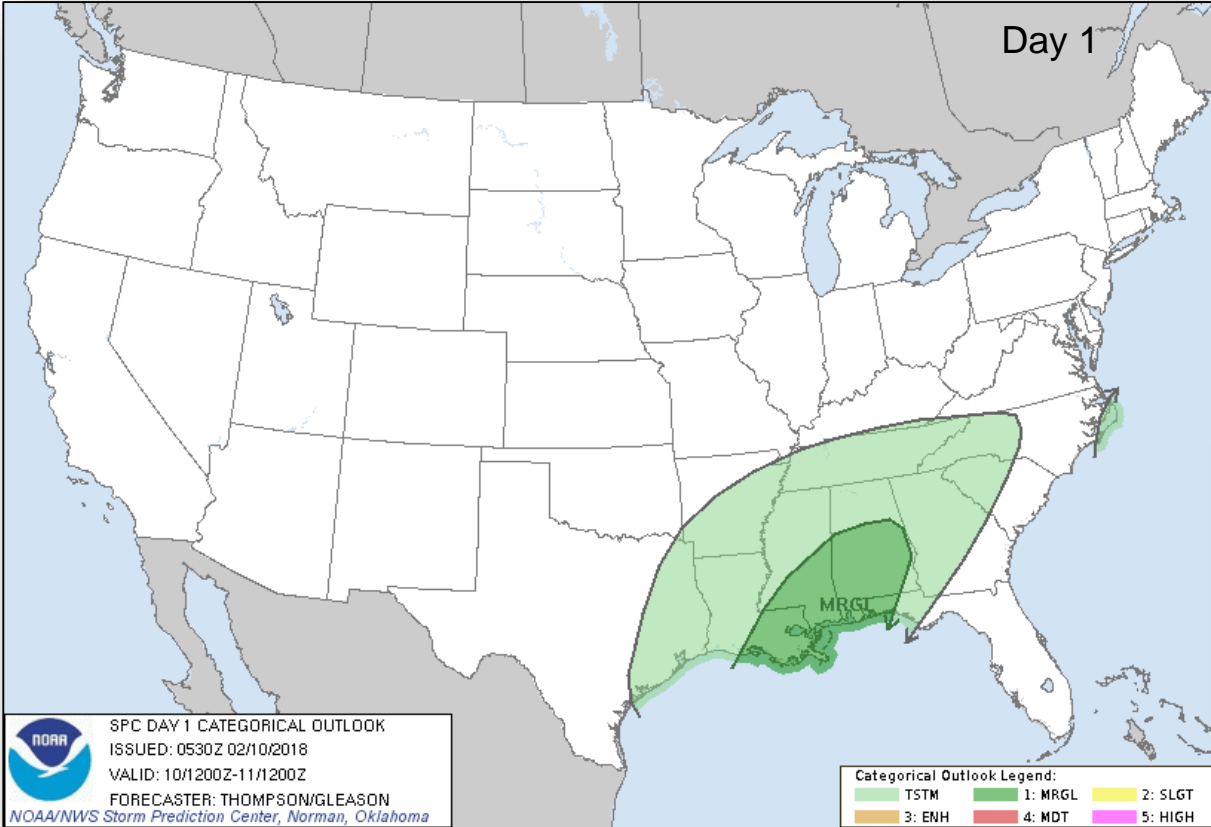 Day 1
MRGL
SPC DAY 1 CATEGORICAL OUTLOOK
ISSUED: 0530Z 02/10/2018
VALID: 10/1200Z-11/1200Z
FORECASTER: THOMPSON/GLEASON
NOAA/NWS Storm Prediction Center, Norman, Oklahoma
NOAA
Categorical Outlook Legend:
TSTM 1: MRGL 2: SLGT
3: ENH 4: MDT 5: HIGH